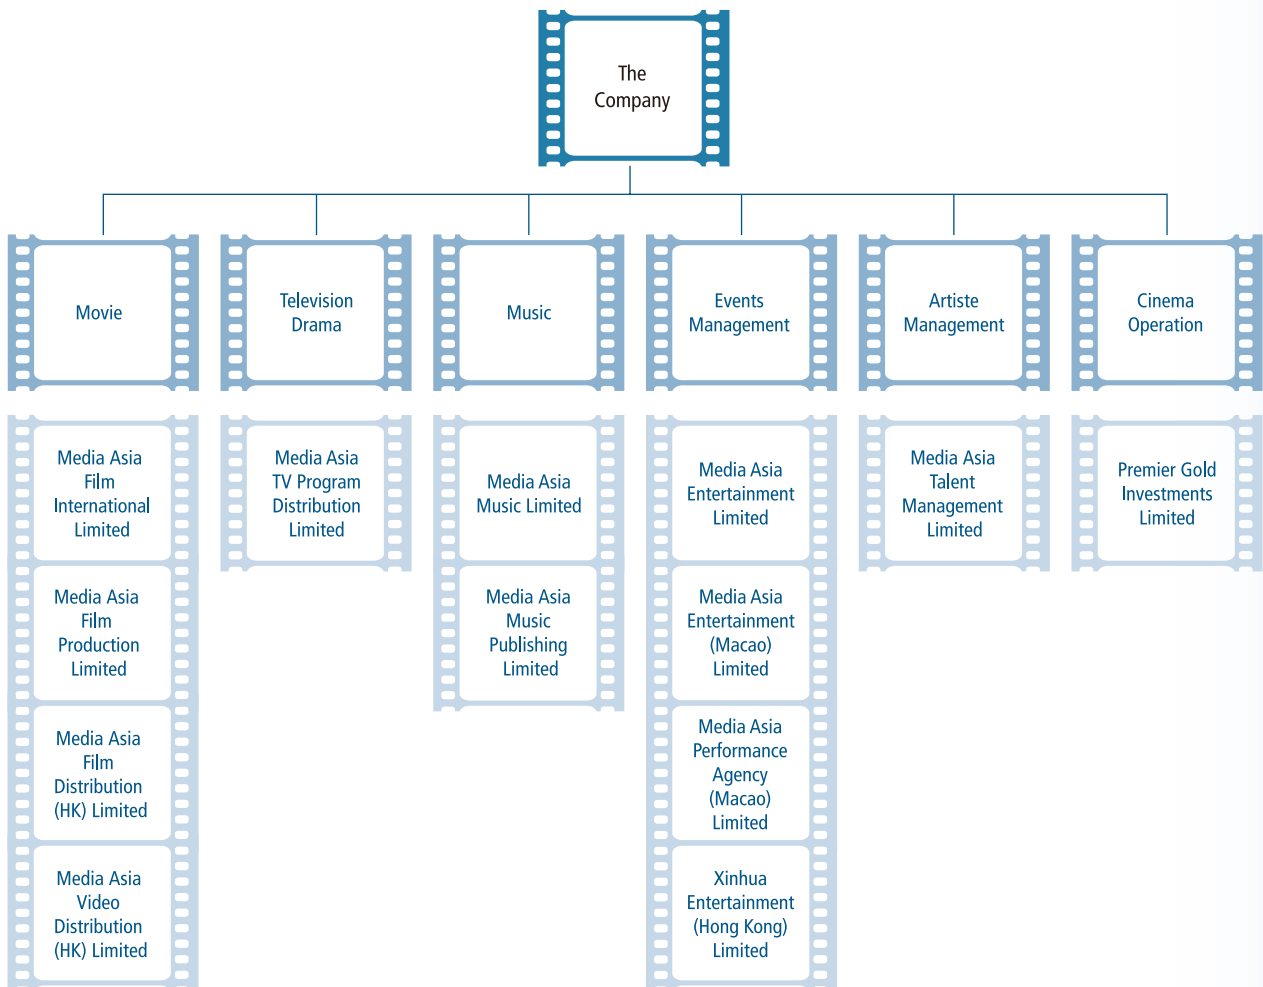 The
Company
Movie
Television
Drama
Music
Events
Management
Artiste
Management
Cinema
Operation
Media Asia
Film
International
Limited
Media Asia
Film
Production
Limited
Media Asia
Film
Distribution
(HK) Limited
Media Asia
Video
Distribution
(HK) Limited
Media Asia
TV Program
Distribution
Limited
Media Asia
Music Limited
Media Asia
Music
Publishing
Limited
Media Asia
Entertainment
Limited
Media Asia
Entertainment
(Macao)
Limited
Media Asia
Performance
Agency
(Macao)
Limited
Xinhua
Entertainment
(Hong Kong)
Limited
Media Asia
Talent
Management
Limited
Premier Gold
Investments
Limited